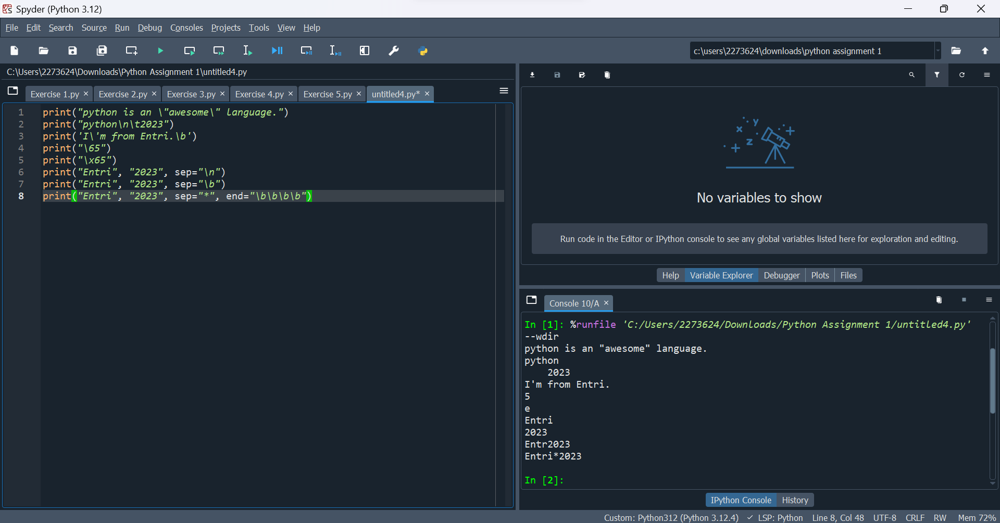 Spyder (Python 3.12)
File Edit Search Source Run Debug Consoles Projects Tools View Help
c:\users\2273624\downloads\python assignment 1
C:\Users\2273624\Downloads\Python Assignment 1\untitled4.py
Exercise 1.py Exercise 2.py Exercise 3.py Exercise 4.py Exercise 5.py untitled4.py*
1 print("python is an \"awesome\" language.")
2 print("python\n\t2023")
3 print('I\'m from Entri.\b')
4 print("\65")
5 print("\x65")
6 print("Entri", "2023", sep="\n")
7 print("Entri", "2023", sep="\b")
8 print("Entri", "2023", sep="*", end="\b\b\b\b")
x y z
No variables to show
Run code in the Editor or IPython console to see any global variables listed here for exploration and editing.
Help Variable Explorer Debugger Plots Files
Console 10/A
In [1]: %runfile 'C:/Users/2273624/Downloads/Python Assignment 1/untitled4.py'
--wdir
python is an "awesome" language.
python
2023
I'm from Entri.
5
e
Entri
2023
Entr2023
Entri*2023
In [2]:
IPython Console History
Custom: Python312 (Python 3.12.4) ✓ LSP: Python Line 8, Col 48 UTF-8 CRLF RW Mem 72%